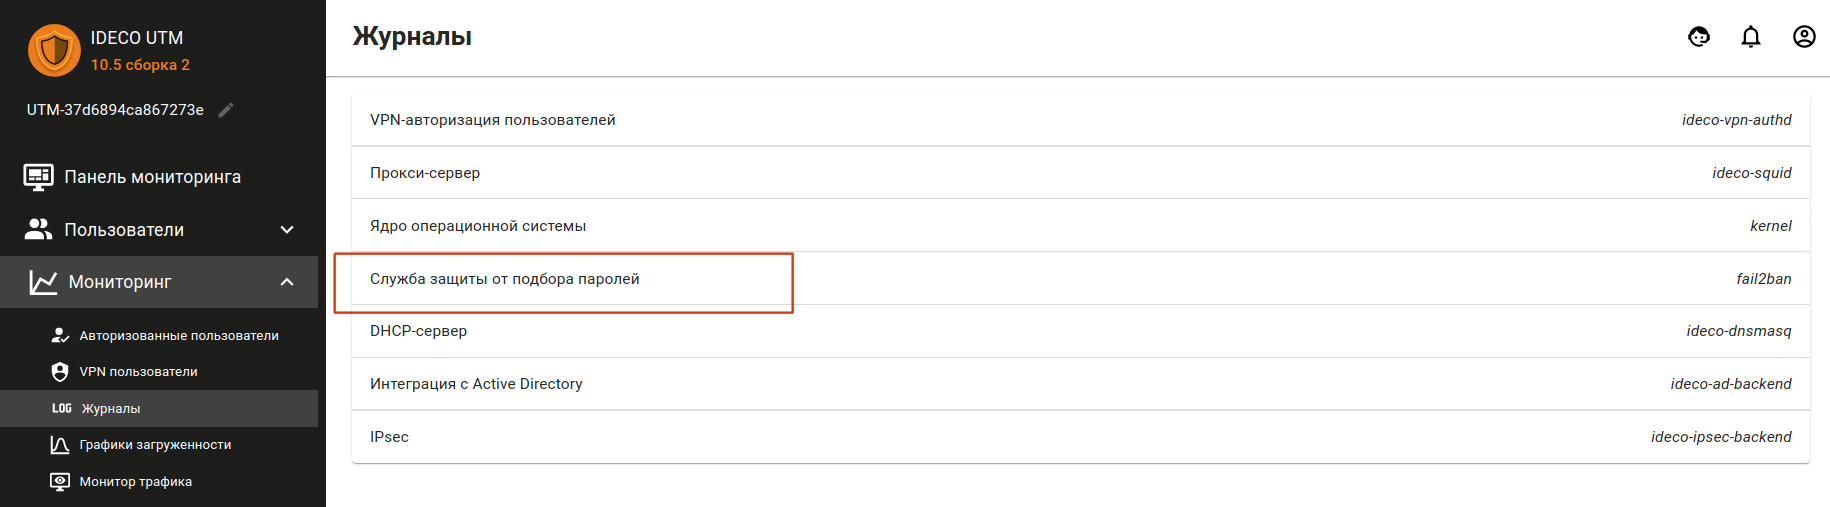 IDECO UTM
10.5 сборка 2
UTM-37d6894ca867273e
Панель мониторинга
Пользователи
Мониторинг
Авторизованные пользователи
VPN пользователи
LOG Журналы
Графики загруженности
Монитор трафика
Журналы
VPN-авторизация пользователей ideco-vpn-authd
Прокси-сервер ideco-squid
Ядро операционной системы kernel
Служба защиты от подбора паролей fail2ban
DHCP-сервер ideco-dnsmasq
Интеграция с Active Directory ideco-ad-backend
IPsec ideco-ipsec-backend